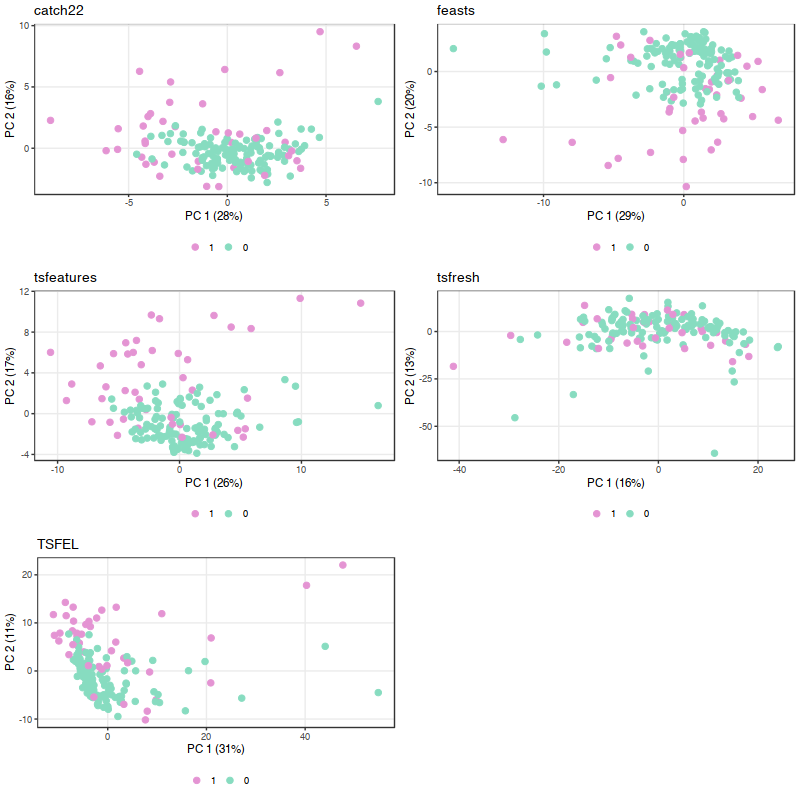 catch22
10
5
0
PC 2 (16%)
-5 0 5
PC 1 (28%)
1 0
feasts
0
-5
-10
PC 2 (20%)
-10 0
PC 1 (29%)
1 0
tsfeatures
12
8
4
0
-4
PC 2 (17%)
-10 0 10
PC 1 (26%)
1 0
tsfresh
0
-25
-50
PC 2 (13%)
-40 -20 0 20
PC 1 (16%)
1 0
TSFEL
20
10
0
-10
PC 2 (11%)
0 20 40
PC 1 (31%)
1 0